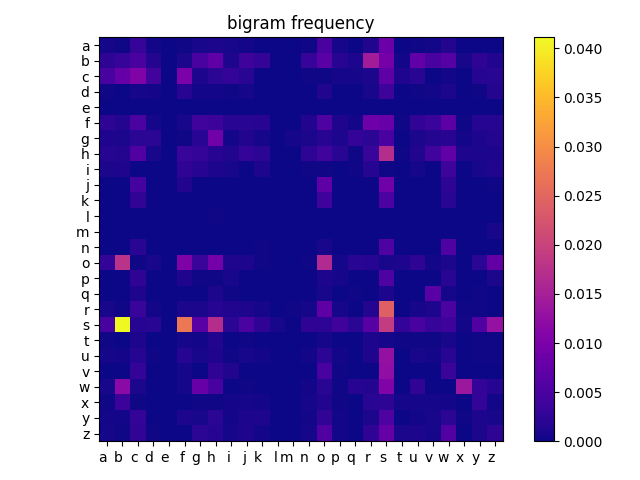 bigram frequency
a
b
c
d
e
f
g
h
i
j
k
l
m
n
o
p
q
r
s
t
u
v
w
x
y
z
a b c d e f g h i j k l m n o p q r s t u v w x y z
0.040
0.035
0.030
0.025
0.020
0.015
0.010
0.005
0.000